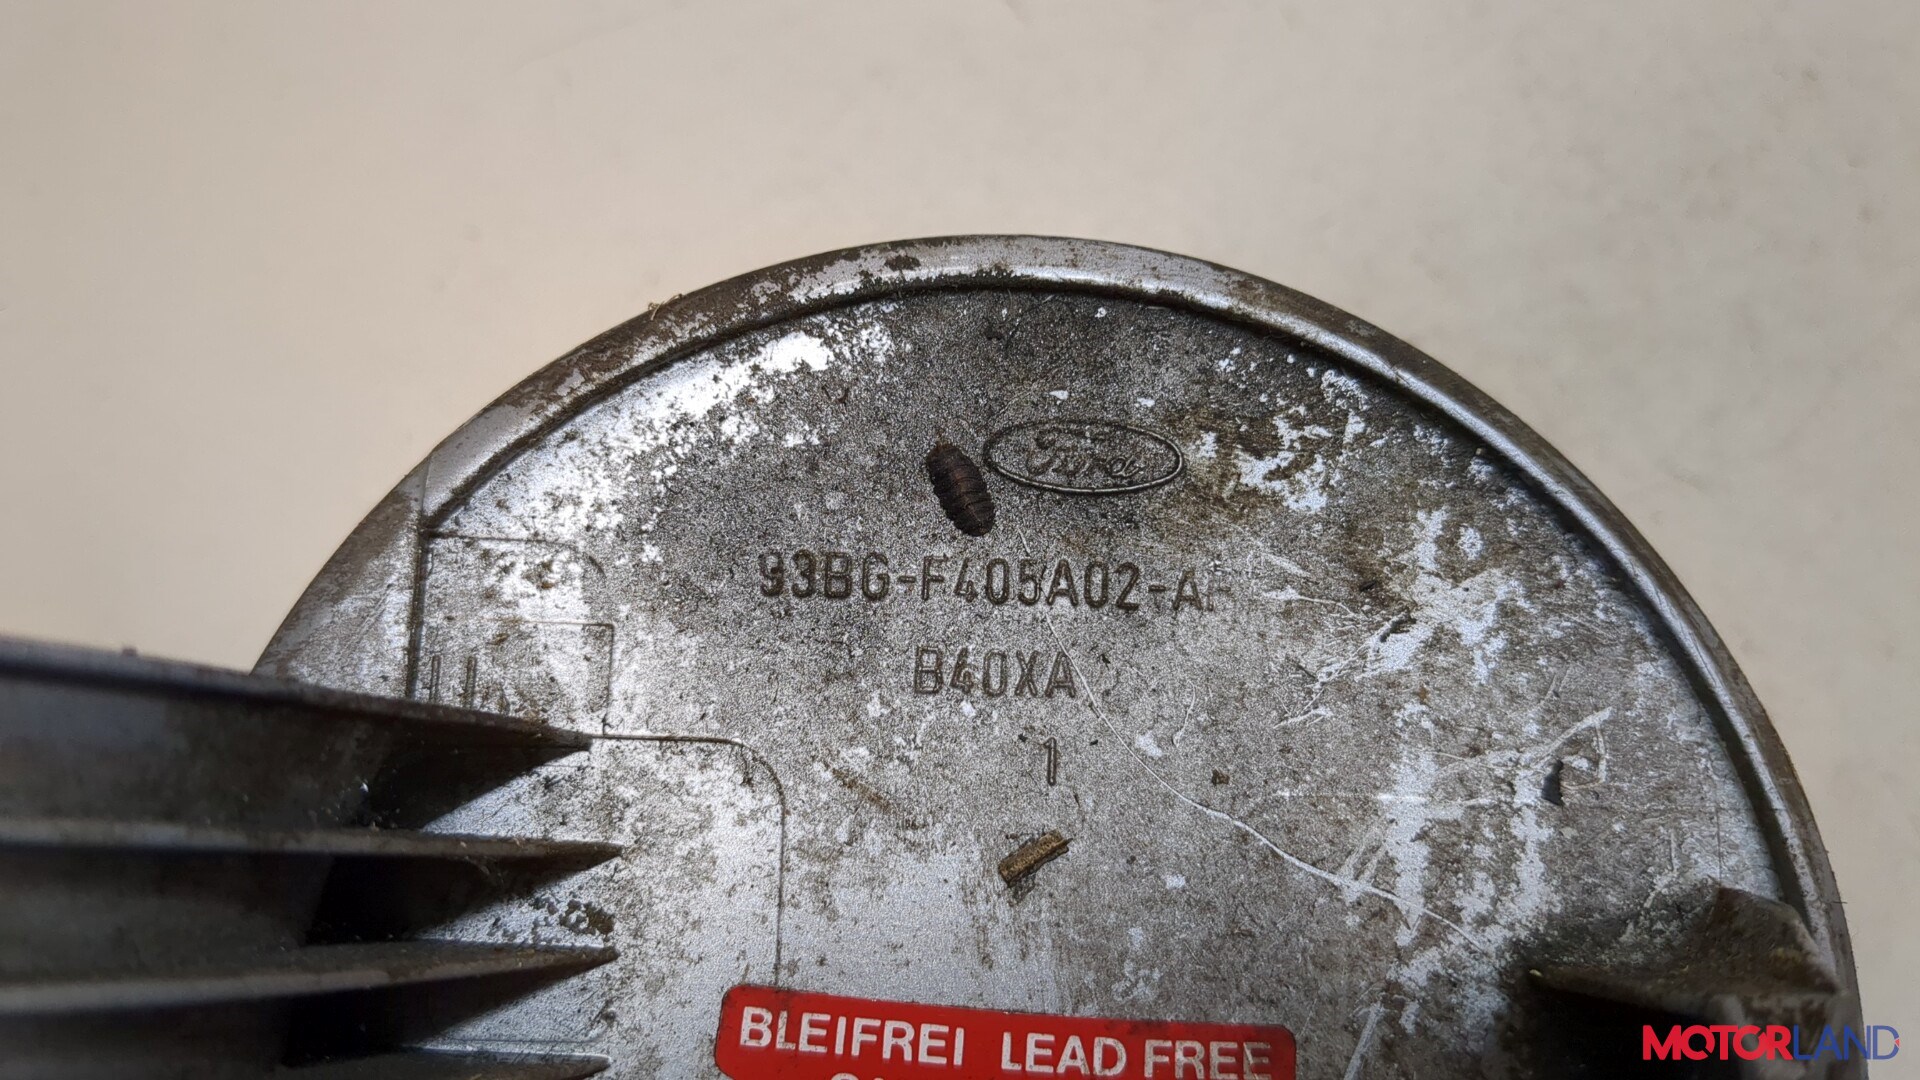 Ford
93BG-F405A02-A
B40XA
1
BLEIFREI LEAD FREE
MOTORLAND